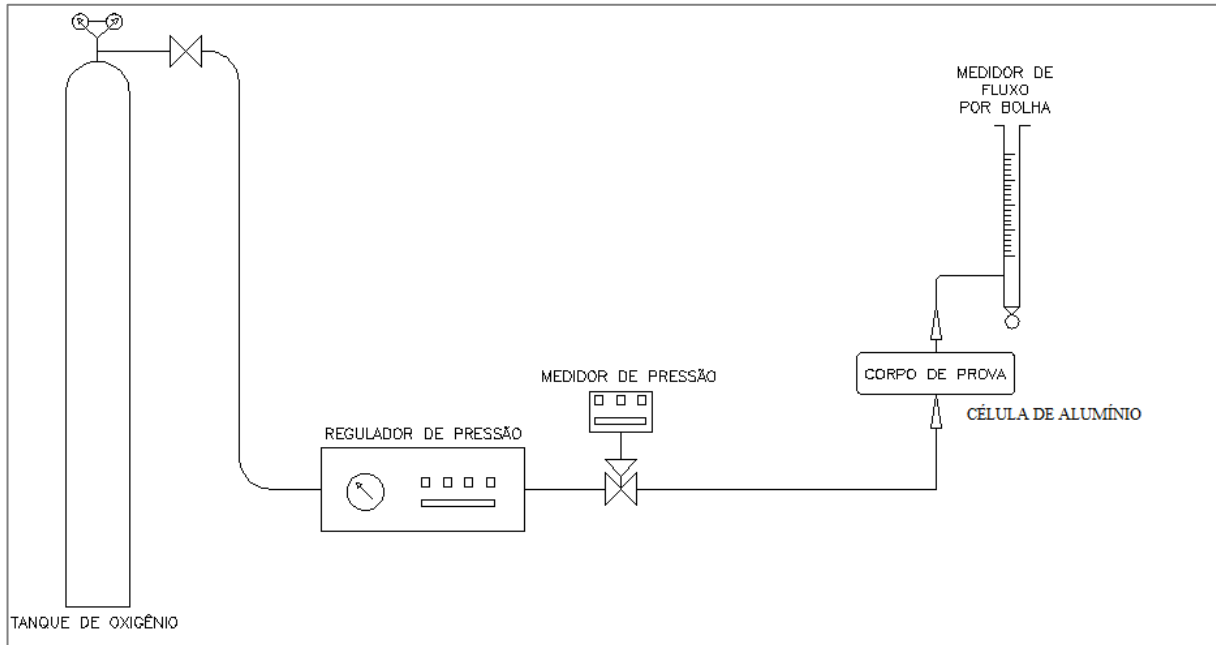 MEDIDOR DE
FLUXO
POR BOLHA
MEDIDOR DE PRESSÃO
CORPO DE PROVA
CÉLULA DE ALUMÍNIO
REGULADOR DE PRESSÃO
TANQUE DE OXIGÊNIO